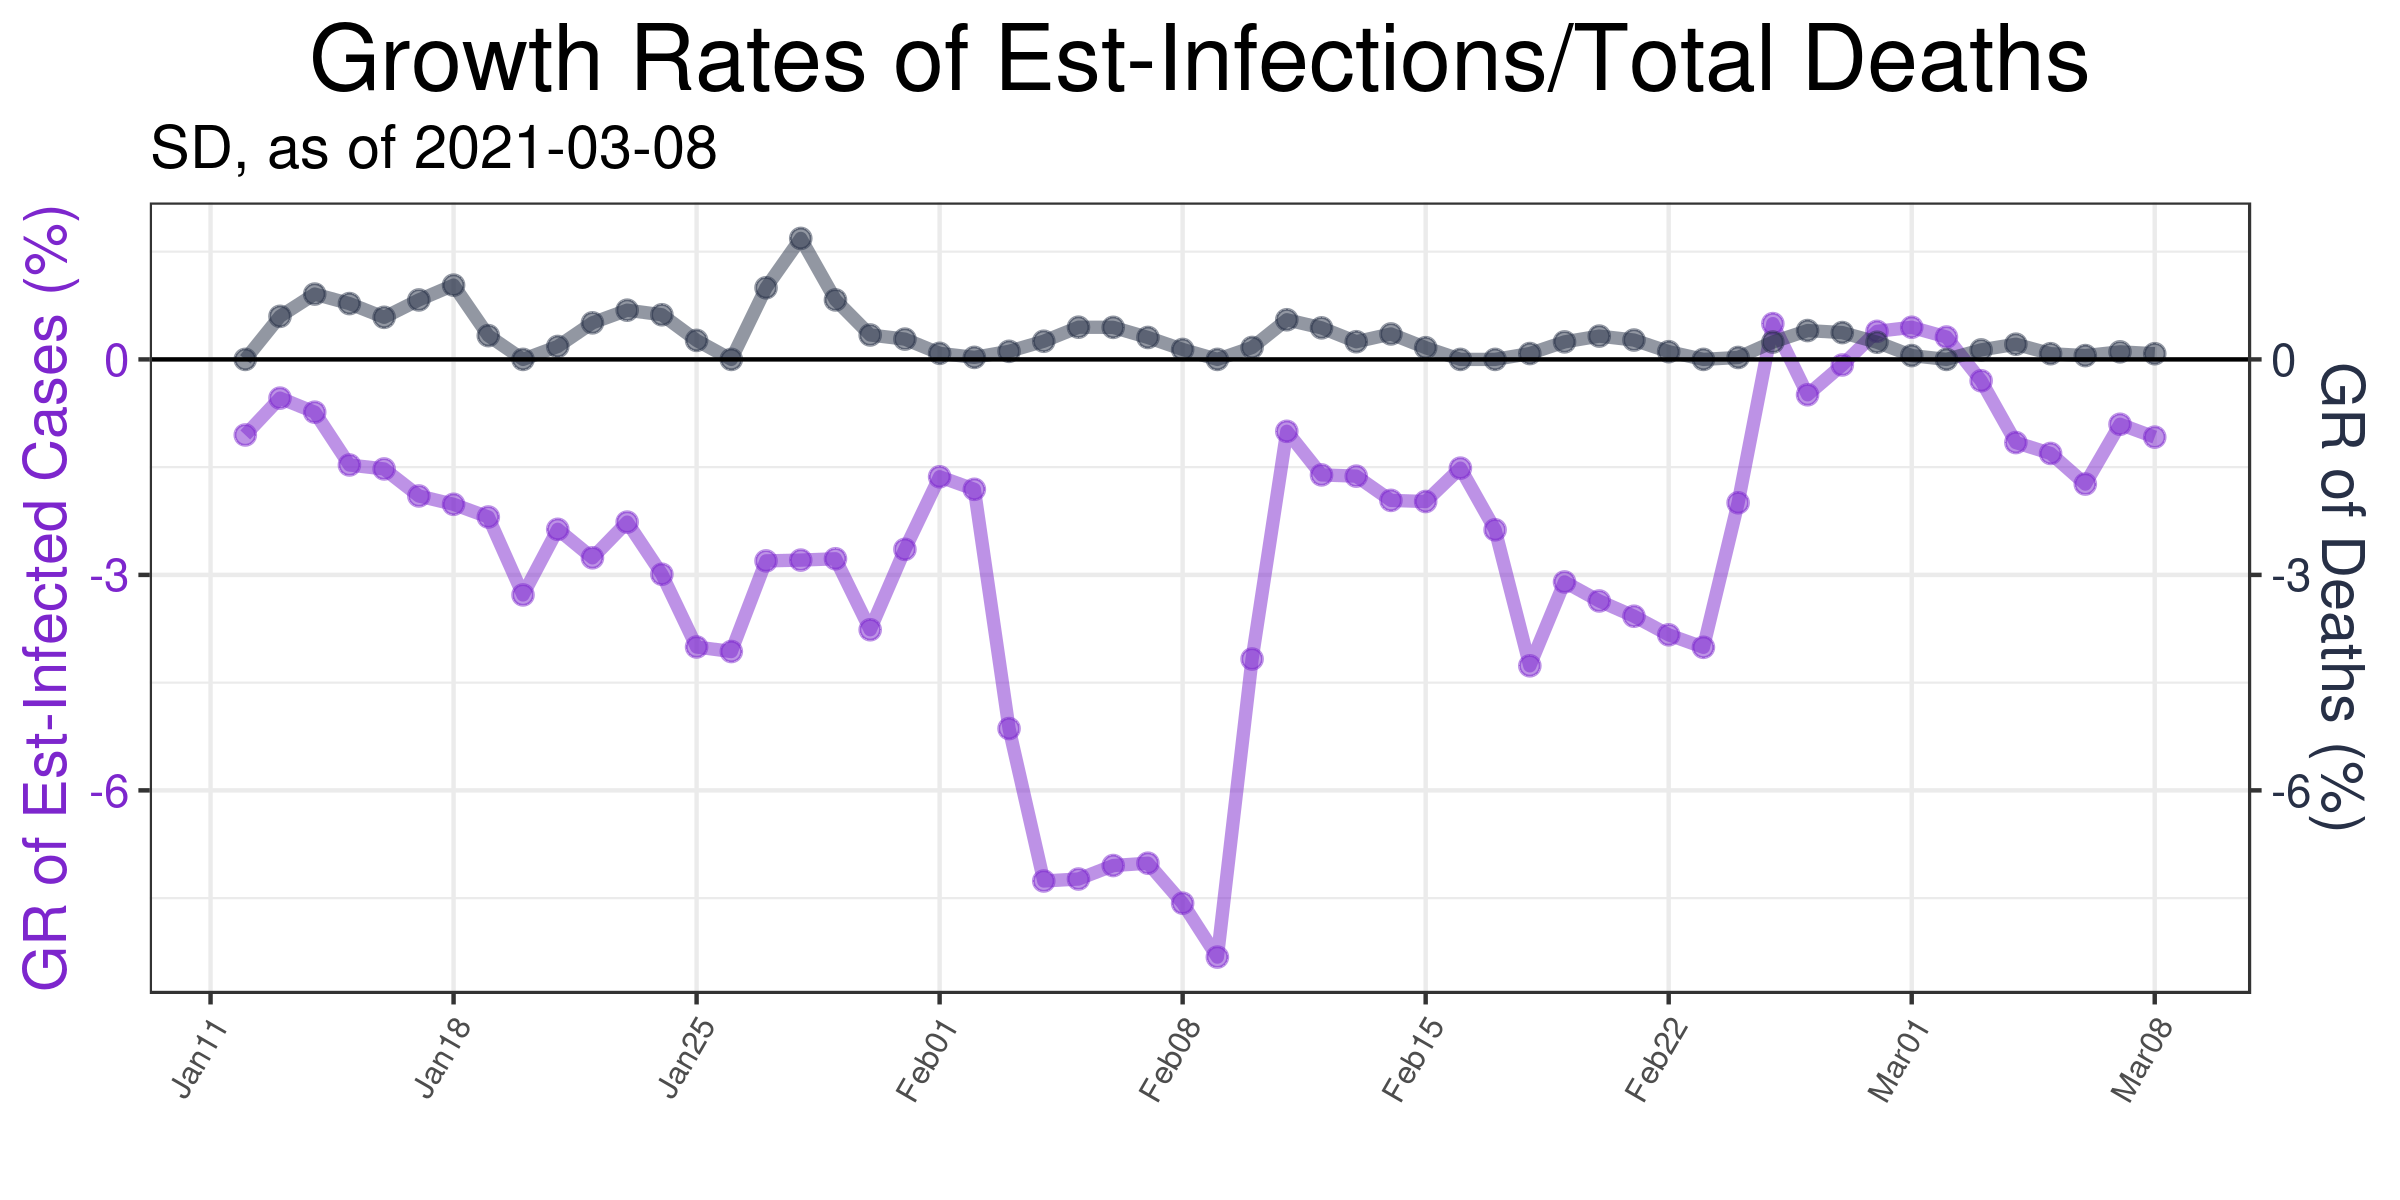 Growth Rates of Est-Infections/Total Deaths
SD, as of 2021-03-08
GR of Est-Infected Cases (%)
0
-3
-6
0
-3
-6
GR of Deaths (%)
Jan11
Jan18
Jan25
Feb01
Feb08
Feb15
Feb22
Mar01
Mar08